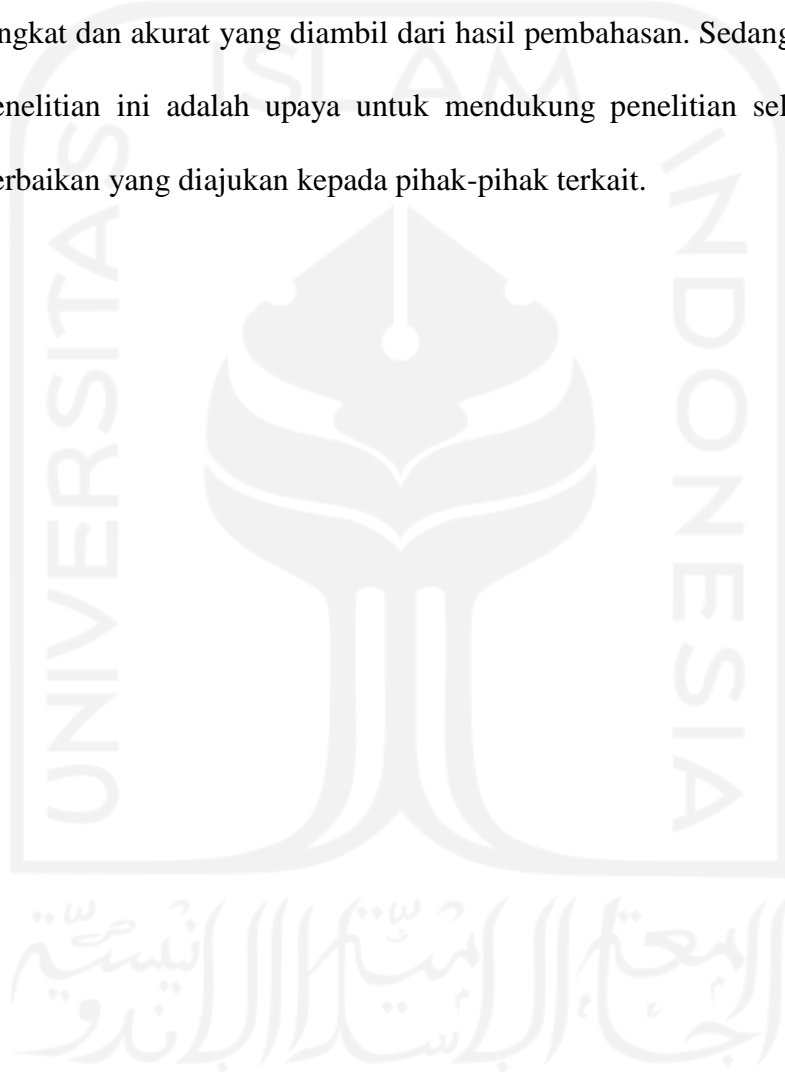 ngkat dan akurat yang diambil dari hasil pembahasan. Sedang
enelitian ini adalah upaya untuk mendukung penelitian sel
erbaikan yang diajukan kepada pihak-pihak terkait.
ISLAM
UNIVERSITAS
INDONESIA